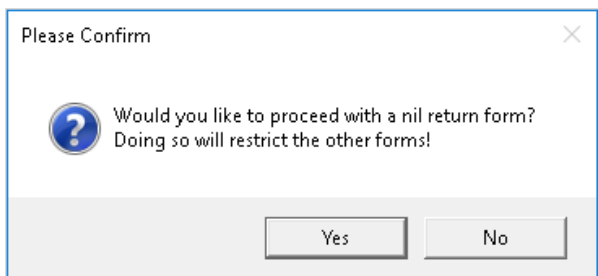 Please Confirm
Would you like to proceed with a nil return form?
Doing so will restrict the other forms!
Yes
No